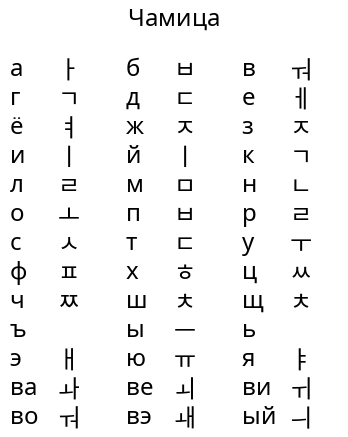 Чамица
а ㅏ б ㅂ в ㅝ
г ㄱ д ㄷ е ㅔ
ё ㅕ ж ㅈ з ㅈ
и ㅣ й ㅣ к ㄱ
л ㄹ м ㅁ н ㄴ
о ㅗ п ㅂ р ㄹ
с ㅅ т ㄷ у ㅜ
ф ㅍ х ㅎ ц ㅆ
ч ㅉ ш ㅊ щ ㅊ
ъ ы ㅡ ь
э ㅐ ю ㅠ я ㅑ
ва ㅘ ве ㅚ ви ㅟ
во ㅝ вэ ㅙ ый ㅢ